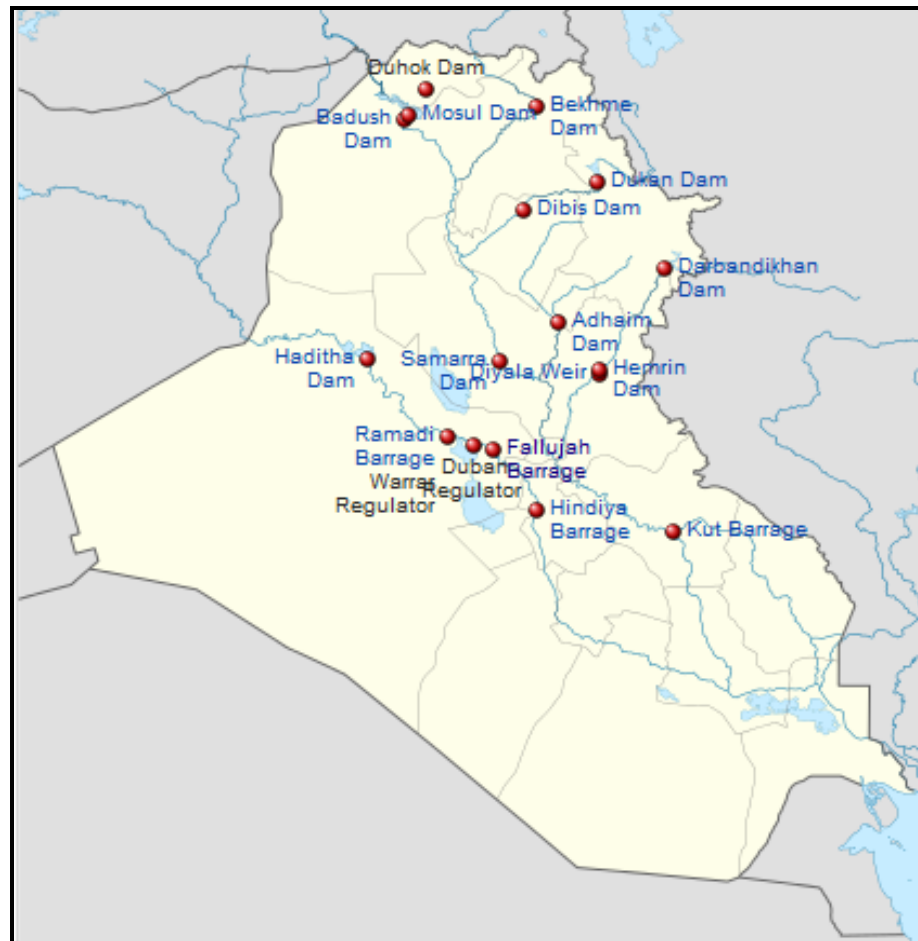 Duhok Dam
Mosul Dam
Badush
Dam
Bekhme
Dam
Dukan Dam
Dibis Dam
Darbandikhan
Dam
Adhaim
Dam
Haditha
Dam
Samarra
Dam
Diyala Weir
Hemrin
Dam
Ramadi
Barrage
Warrar
Regulator
Dubah
Regulator
Fallujah
Barrage
Hindiya
Barrage
Kut Barrage